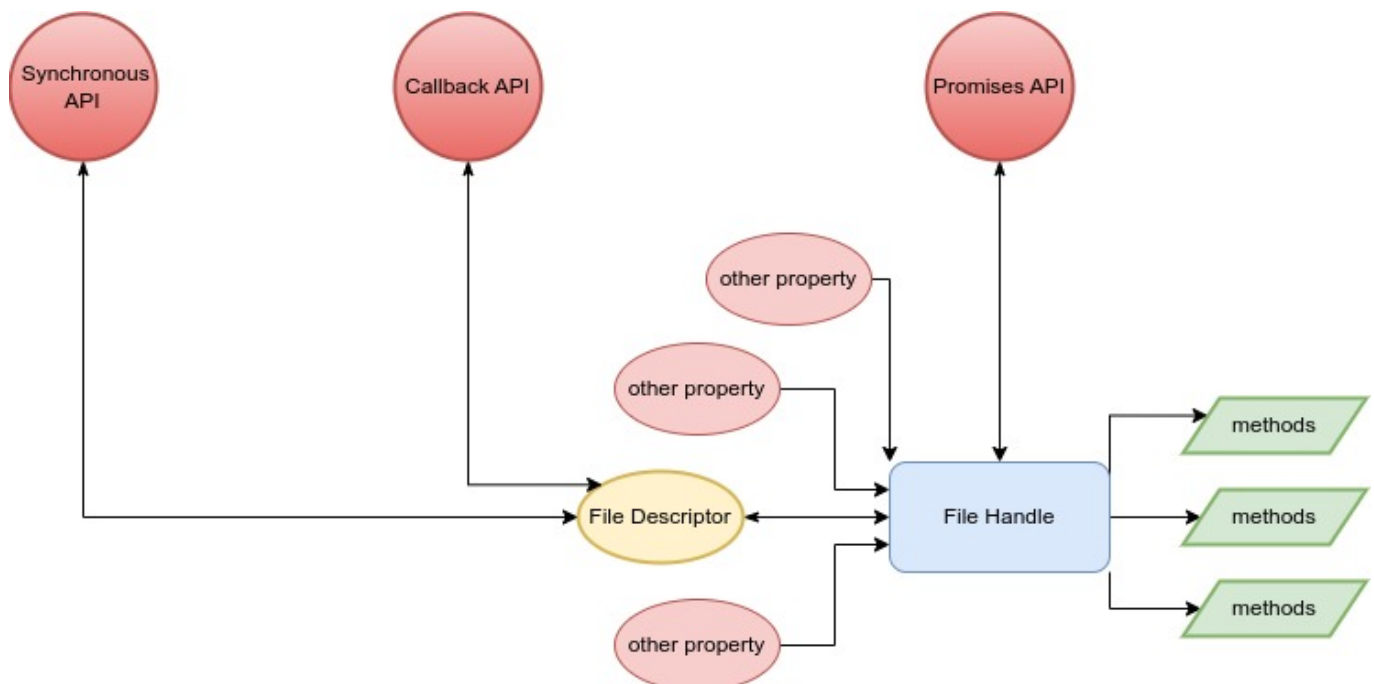 Synchronous
API
Callback API
Promises API
other property
other property
File Descriptor
other property
File Handle
methods
methods
methods